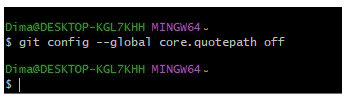 Dima@DESKTOP-KGL7KHH MINGW64 ~
$ git config --global core.quotepath off
Dima@DESKTOP-KGL7KHH MINGW64 ~
$